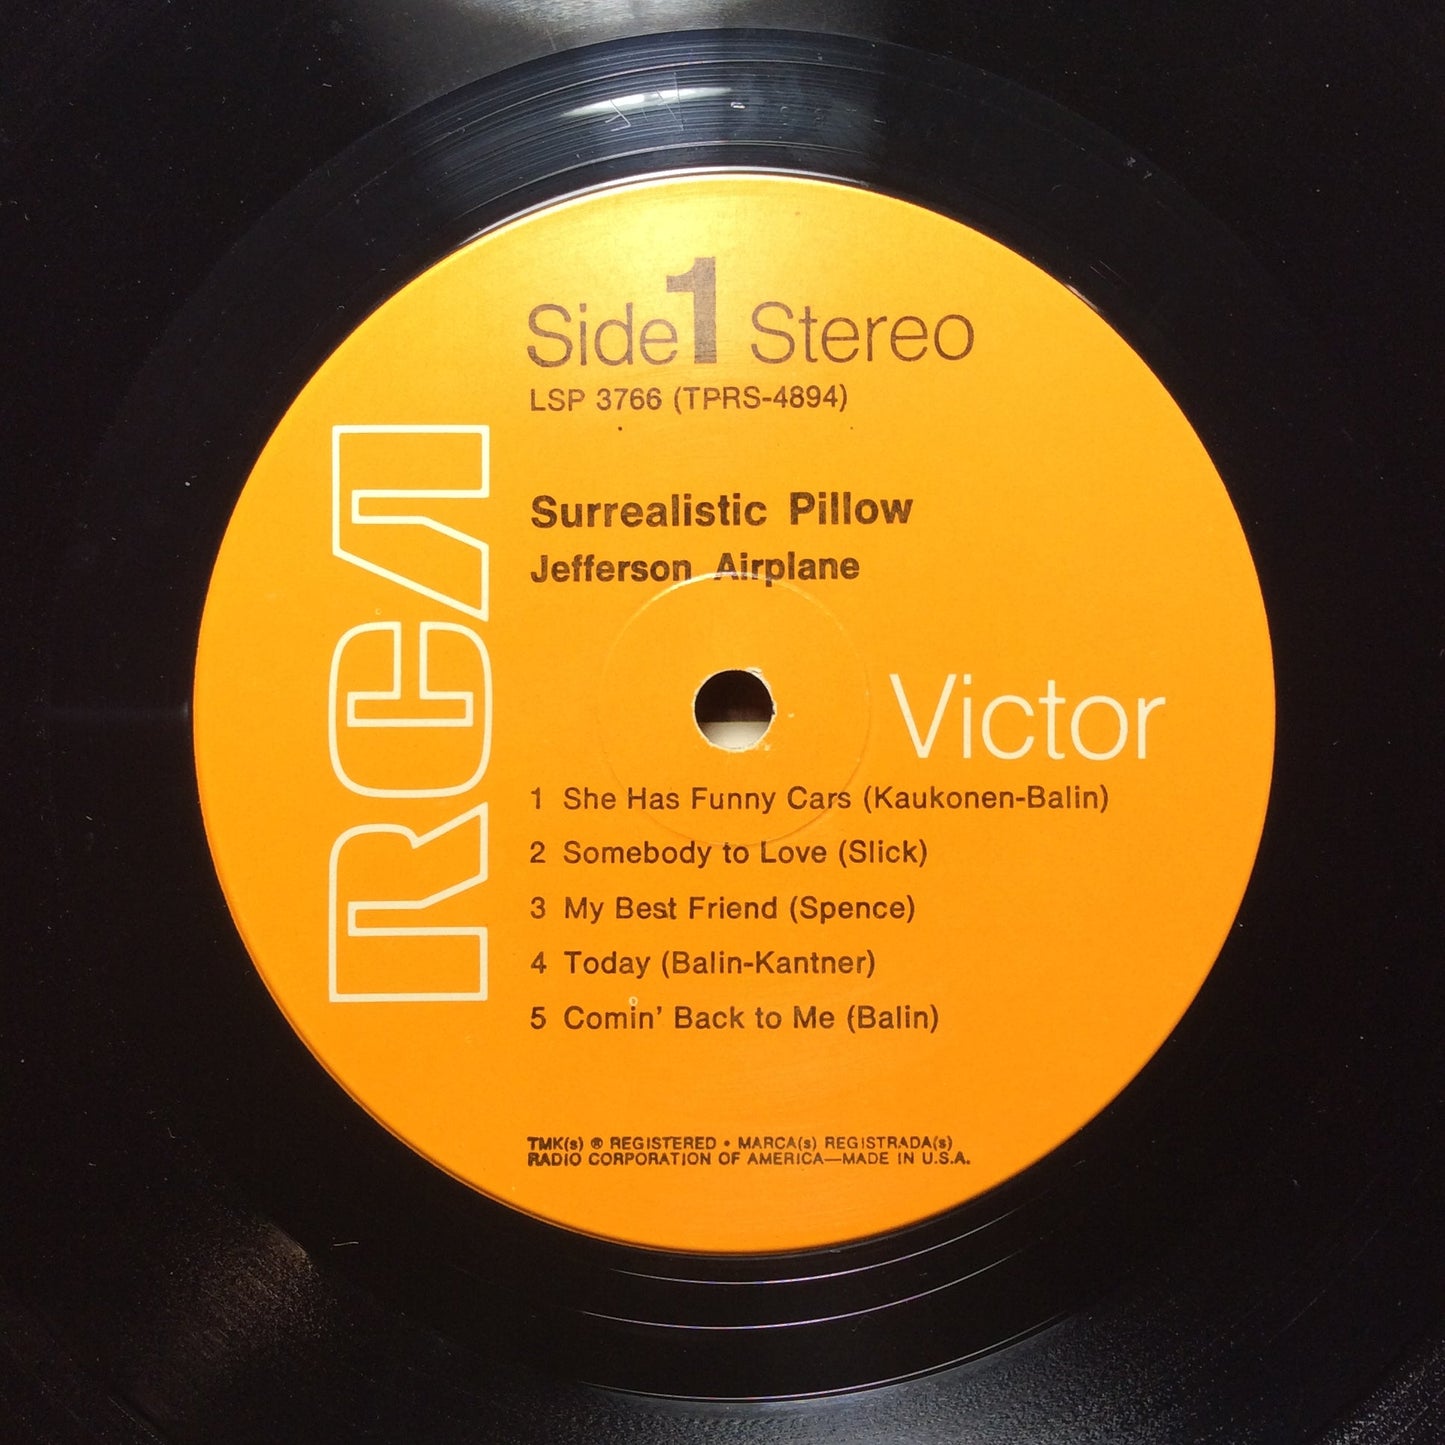 Side 1 Stereo
LSP 3766 (TPRS-4894)
Surrealistic Pillow
Jefferson Airplane
RCA
Victor
1 She Has Funny Cars (Kaukonen-Balin)
2 Somebody to Love (Slick)
3 My Best Friend (Spence)
4 Today (Balin-Kantner)
5 Comin' Back to Me (Balin)
TMK(s) ® REGISTERED • MARCA(s) REGISTRADA(s)
RADIO CORPORATION OF AMERICA—MADE IN U.S.A.